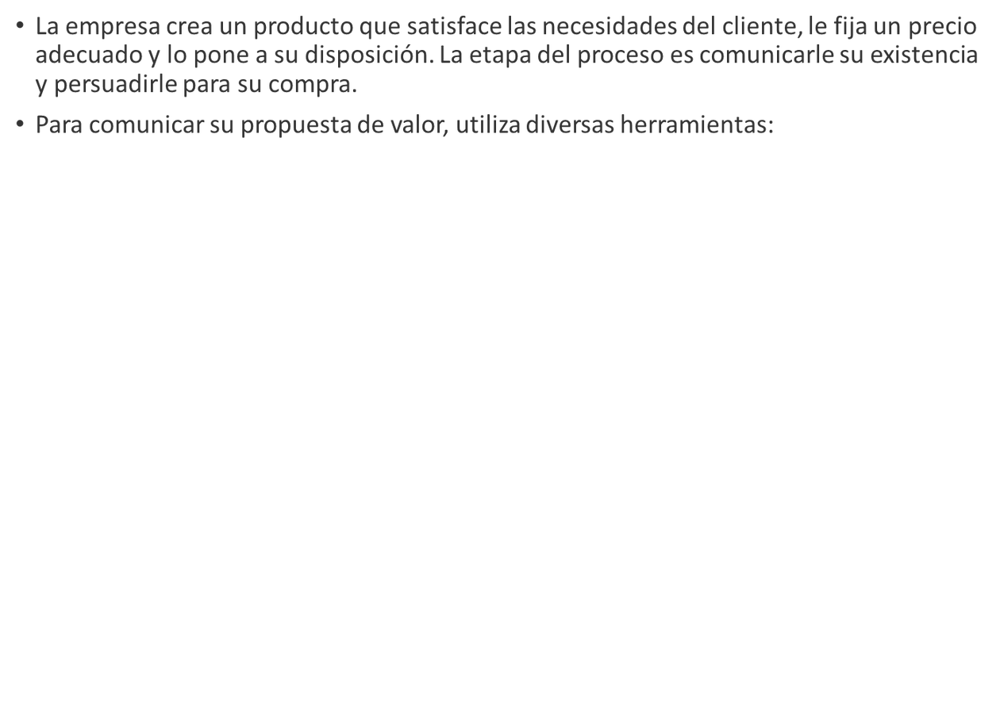 • La empresa crea un producto que satisface las necesidades del cliente, le fija un precio
adecuado y lo pone a su disposición. La etapa del proceso es comunicarle su existencia
y persuadirle para su compra.
• Para comunicar su propuesta de valor, utiliza diversas herramientas: